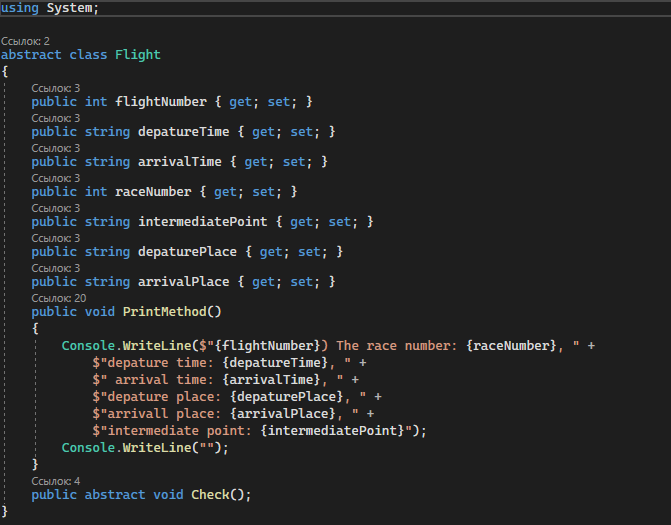 using System;
Ссылок: 2
abstract class Flight
{
Ссылок: 3
public int flightNumber { get; set; }
Ссылок: 3
public string depatureTime { get; set; }
Ссылок: 3
public string arrivalTime { get; set; }
Ссылок: 3
public int raceNumber { get; set; }
Ссылок: 3
public string intermediatePoint { get; set; }
Ссылок: 3
public string depaturePlace { get; set; }
Ссылок: 3
public string arrivalPlace { get; set; }
Ссылок: 20
public void PrintMethod()
{
Console.WriteLine($"{flightNumber}) The race number: {raceNumber}, " +
$"depature time: {depatureTime}, " +
$" arrival time: {arrivalTime}, " +
$"depature place: {depaturePlace}, " +
$"arrivall place: {arrivalPlace}, " +
$"intermediate point: {intermediatePoint}");
Console.WriteLine("");
}
Ссылок: 4
public abstract void Check();
}